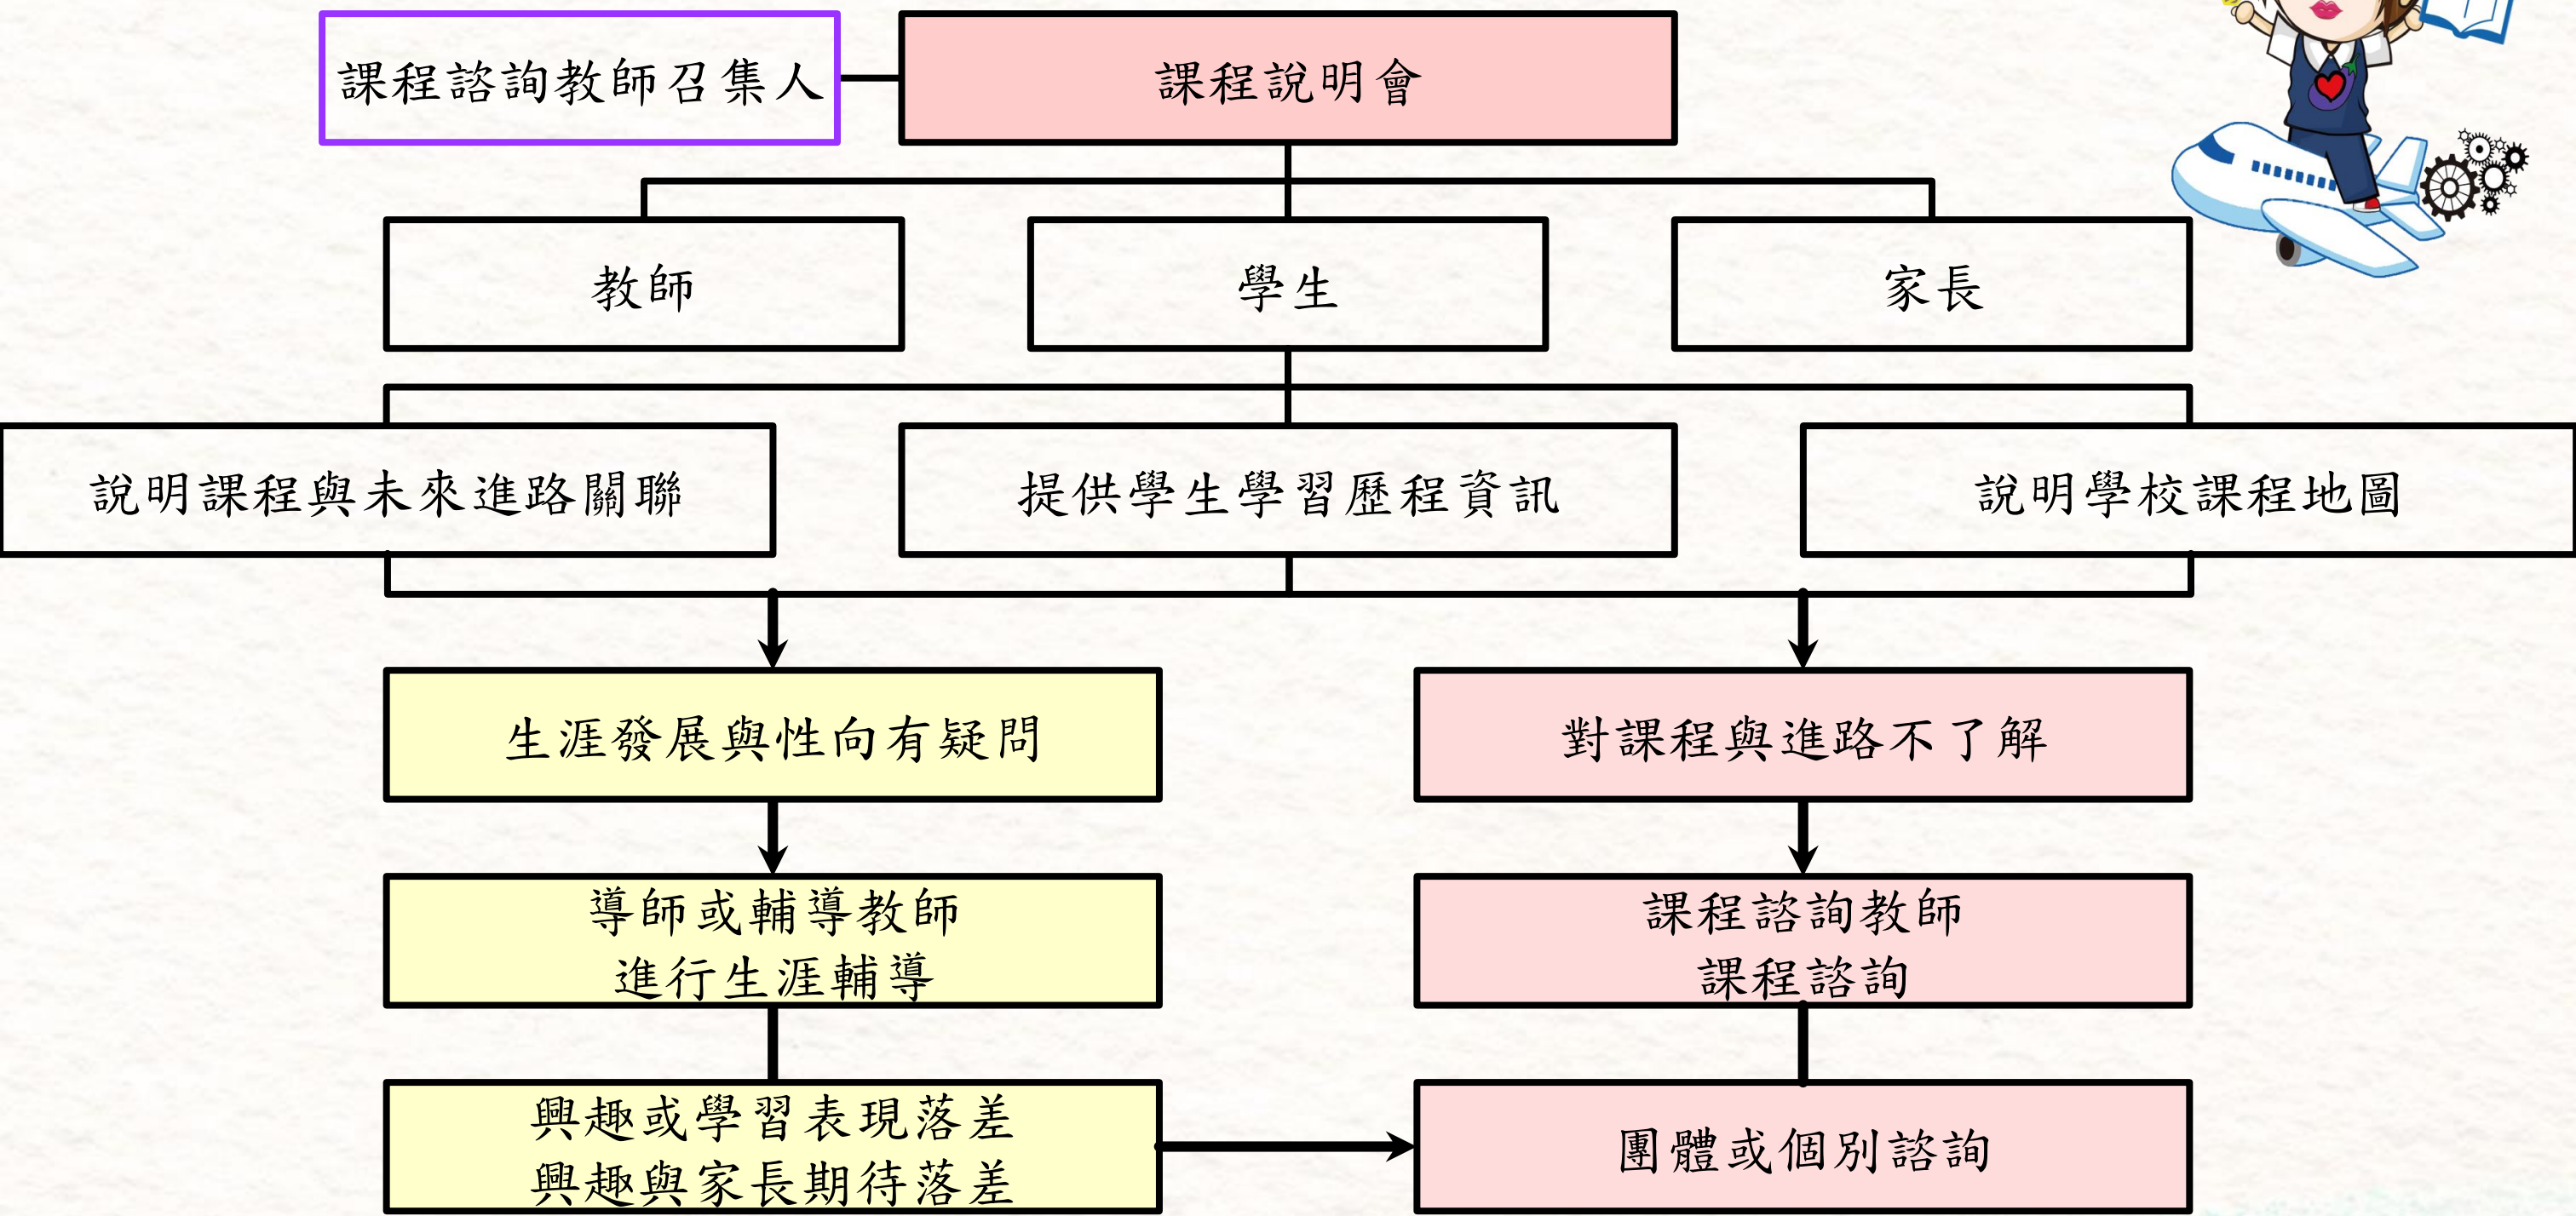 課程諮詢教師召集人
課程說明會
教師
學生
家長
說明課程與未來進路關聯
提供學生學習歷程資訊
說明學校課程地圖
生涯發展與性向有疑問
對課程與進路不了解
導師或輔導教師
進行生涯輔導
課程諮詢教師
課程諮詢
興趣或學習表現落差
興趣與家長期待落差
團體或個別諮詢